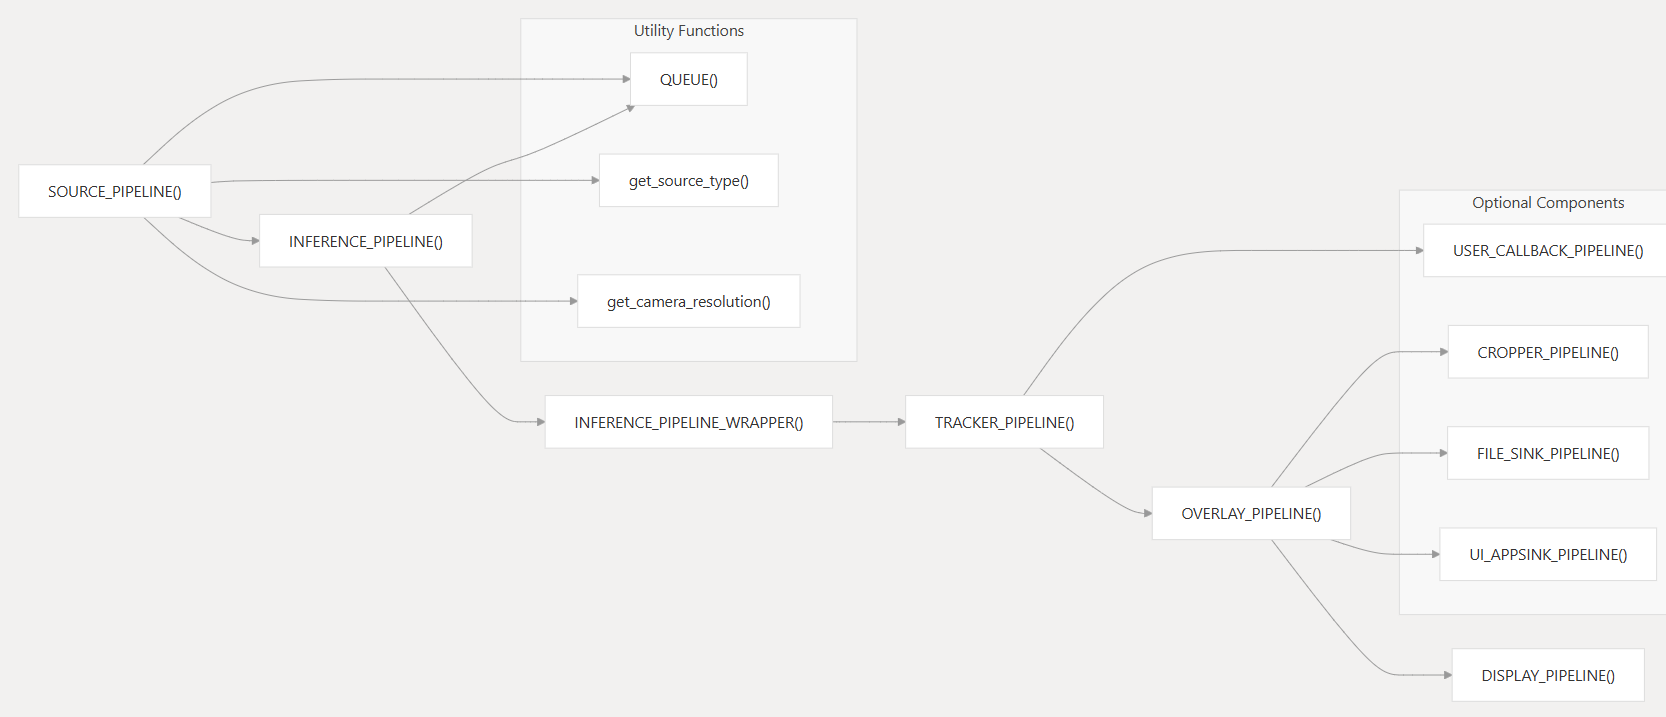 Utility Functions
QUEUE()
SOURCE_PIPELINE()
get_source_type()
INFERENCE_PIPELINE()
get_camera_resolution()
INFERENCE_PIPELINE_WRAPPER()
TRACKER_PIPELINE()
Optional Components
USER_CALLBACK_PIPELINE()
CROPPER_PIPELINE()
FILE_SINK_PIPELINE()
OVERLAY_PIPELINE()
UI_APPSINK_PIPELINE()
DISPLAY_PIPELINE()